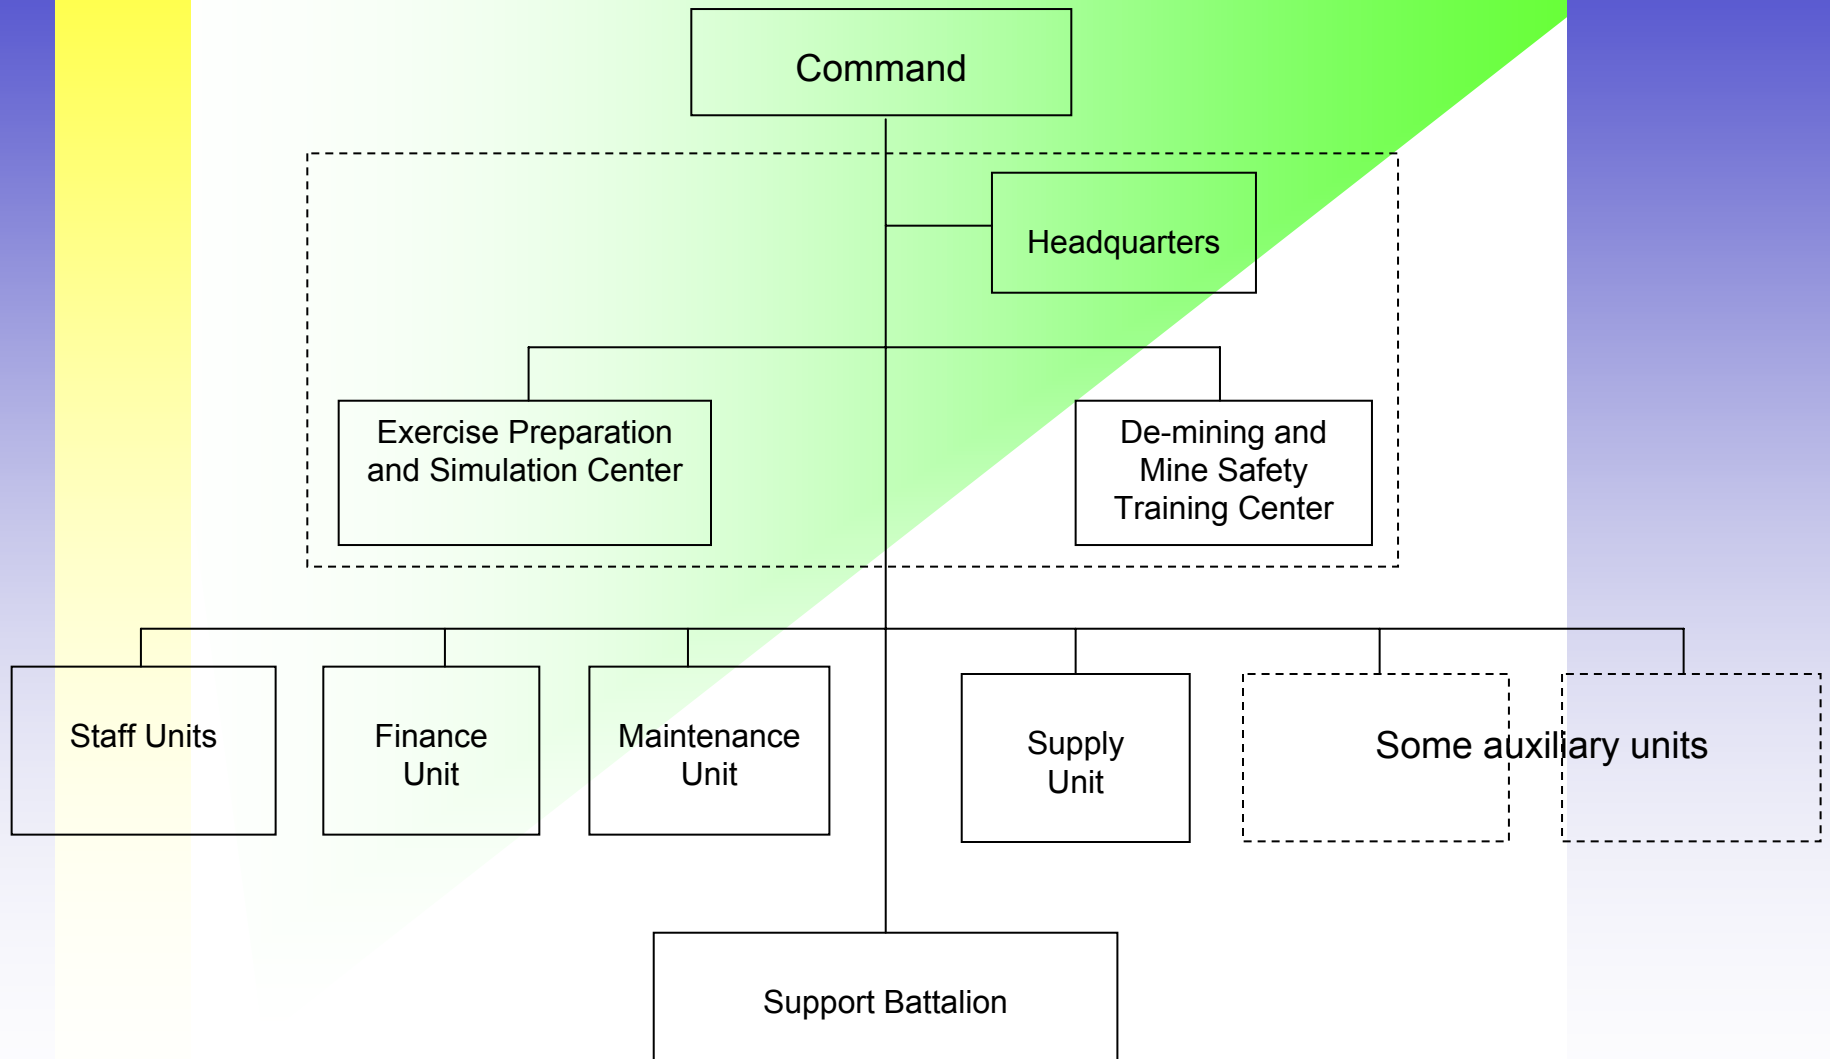 Command
Headquarters
Exercise Preparation
and Simulation Center
De-mining and
Mine Safety
Training Center
Staff Units
Finance
Unit
Maintenance
Unit
Supply
Unit
Some auxiliary units
Support Battalion